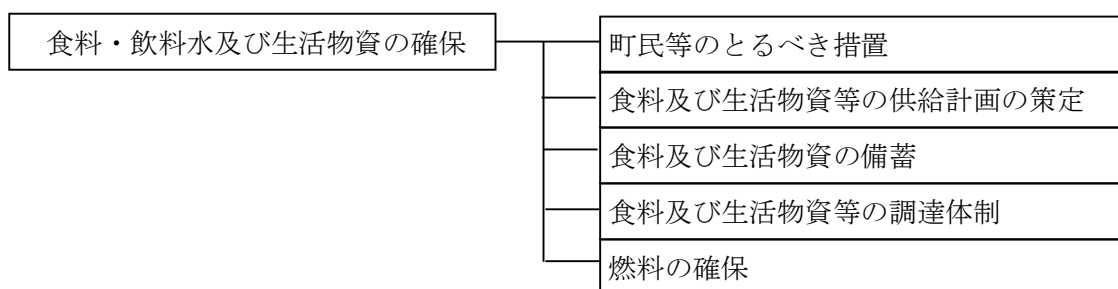 食料・飲料水及び生活物資の確保
町民等のとるべき措置
食料及び生活物資等の供給計画の策定
食料及び生活物資の備蓄
食料及び生活物資等の調達体制
燃料の確保